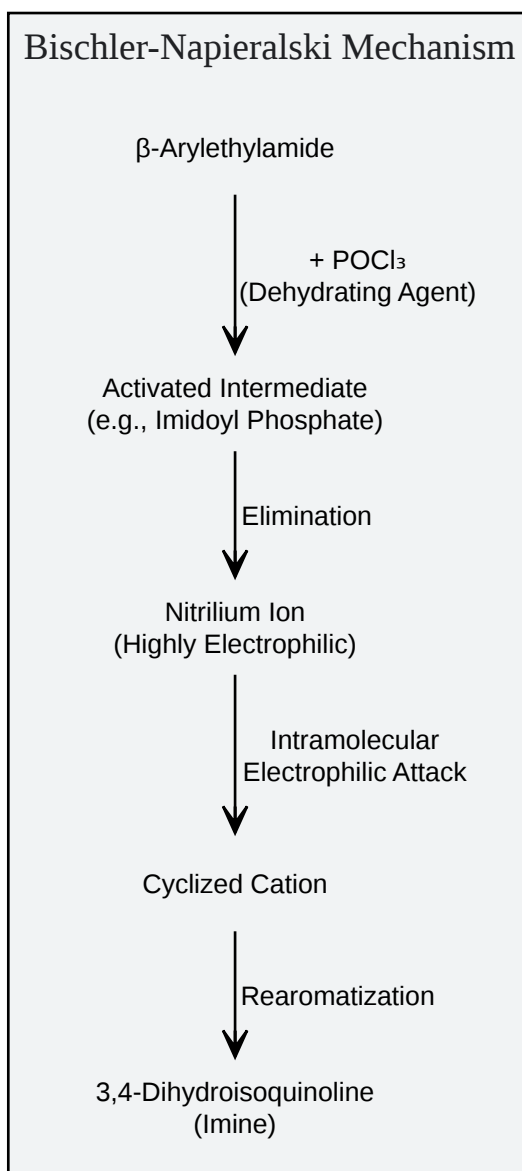 Bischler-Napieralski Mechanism
β-Arylethylamide
+ POCl₃
(Dehydrating Agent)
Activated Intermediate
(e.g., Imidoyl Phosphate)
Elimination
Nitrilium Ion
(Highly Electrophilic)
Intramolecular
Electrophilic Attack
Cyclized Cation
Rearomatization
3,4-Dihydroisoquinoline
(Imine)